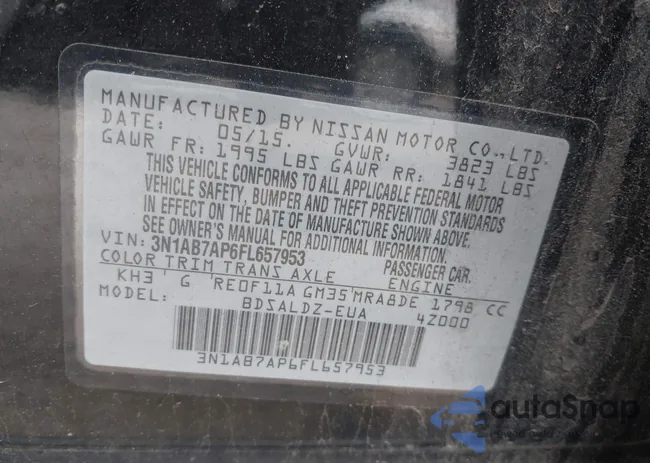 MANUFACTURED BY NISSAN MOTOR CO.,LTD.
DATE: 05/15. GVWR: 3823 LBS
GAWR FR: 1995 LBS GAWR RR: 1841 LBS
THIS VEHICLE CONFORMS TO ALL APPLICABLE FEDERAL MOTOR
VEHICLE SAFETY, BUMPER AND THEFT PREVENTION STANDARDS
IN EFFECT ON THE DATE OF MANUFACTURE SHOWN ABOVE.
SEE OWNER'S MANUAL FOR ADDITIONAL INFORMATION.
VIN: 3N1AB7AP6FL657953 PASSENGER CAR.
COLOR TRIM TRANS AXLE ENGINE
KH3 ' G 'RE0F11A GM35'MRA8DE 1798 CC
MODEL: BDSALDZ-EUA 4Z000
3N1AB7AP6FL657953
autaSnap